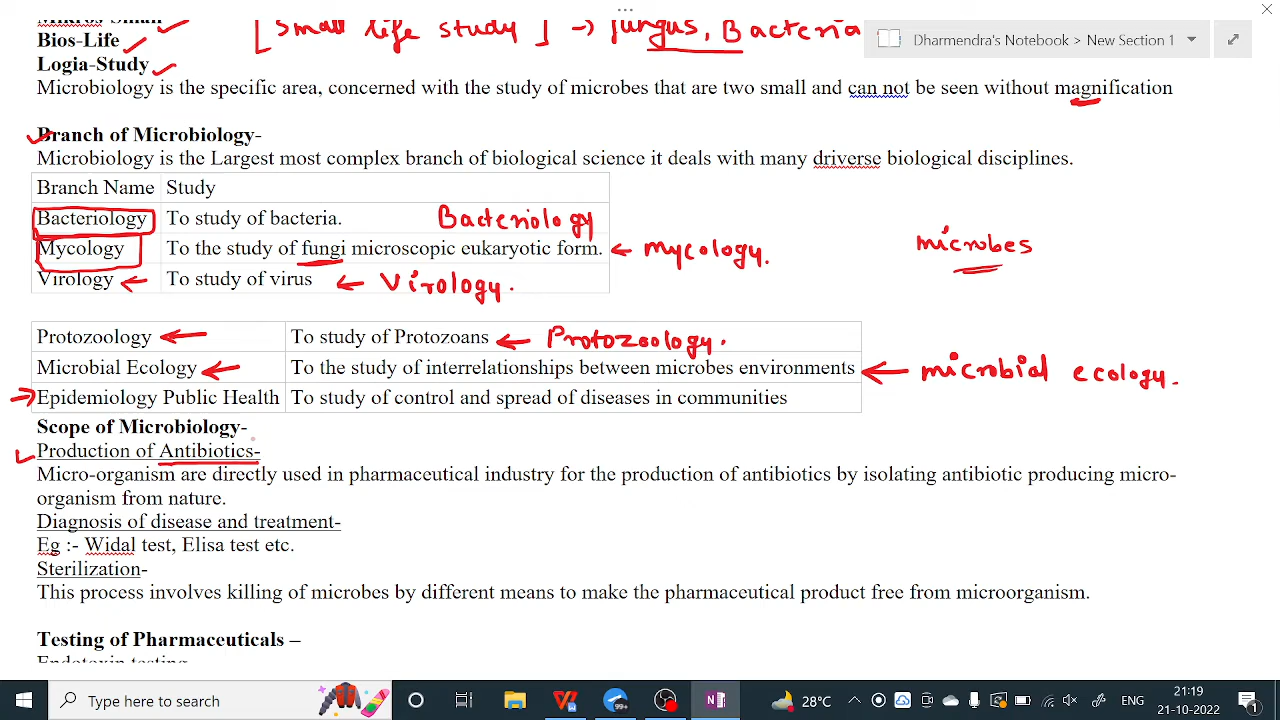 Mikros-Small
Bios-Life
[Small life study] → fungus, Bacteria
Dharmendra's Notebook > New Section 1
Logia-Study
Microbiology is the specific area, concerned with the study of microbes that are two small and can not be seen without magnification
Branch of Microbiology-
Microbiology is the Largest most complex branch of biological science it deals with many driverse biological disciplines.
Branch Name Study
Bacteriology To study of bacteria. Bacteriology
Mycology To the study of fungi microscopic eukaryotic form. ← Mycology.
microbes
Virology ← To study of virus ← Virology.
Protozoology ← To study of Protozoans ← Protozoology.
Microbial Ecology ← To the study of interrelationships between microbes environments ← microbial ecology.
→ Epidemiology Public Health To study of control and spread of diseases in communities
Scope of Microbiology-
Production of Antibiotics-
Micro-organism are directly used in pharmaceutical industry for the production of antibiotics by isolating antibiotic producing micro-
organism from nature.
Diagnosis of disease and treatment-
Eg :- Widal test, Elisa test etc.
Sterilization-
This process involves killing of microbes by different means to make the pharmaceutical product free from microorganism.
Testing of Pharmaceuticals –
Endotoxin testing
Type here to search
99+
28°C
ENG
21:19
21-10-2022
1